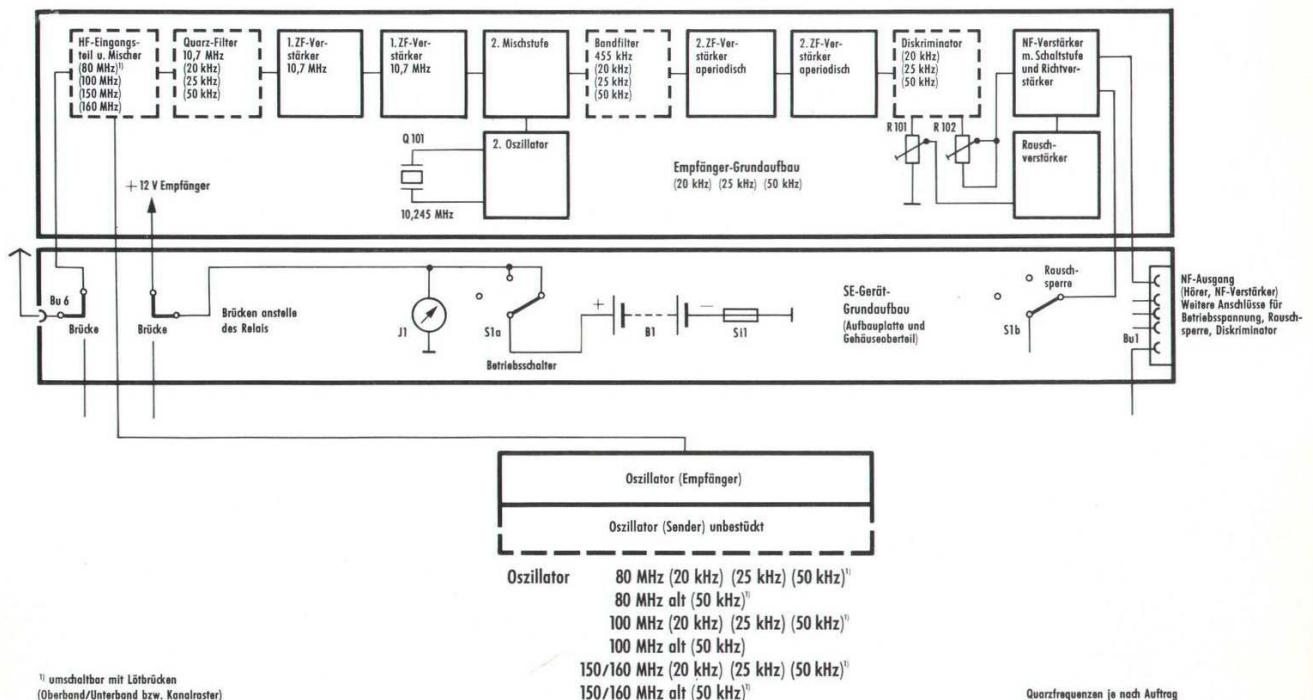 HF-Eingangs-
teil u. Mischer
(80 MHz)¹⁾
(100 MHz)
(150 MHz)
(160 MHz)
Quarz-Filter
10,7 MHz
(20 kHz)
(25 kHz)
(50 kHz)
1. ZF-Ver-
stärker
10,7 MHz
1. ZF-Ver-
stärker
10,7 MHz
2. Mischstufe
Bandfilter
455 kHz
(20 kHz)
(25 kHz)
(50 kHz)
2. ZF-Ver-
stärker
aperiodisch
2. ZF-Ver-
stärker
aperiodisch
Diskriminator
(20 kHz)
(25 kHz)
(50 kHz)
NF-Verstärker
m. Schaltstufe
und Richtver-
stärker
R 101
R 102
Q 101
10,245 MHz
2. Oszillator
Empfänger-Grundaufbau
(20 kHz) (25 kHz) (50 kHz)
Rausch-
verstärker
+ 12 V Empfänger
Bu 6
Brücke
Brücke
Brücken anstelle
des Relais
J1
S1a
Betriebsschalter
+
B1
−
Si1
SE-Gerät-
Grundaufbau
(Aufbauplatte und
Gehäuseoberteil)
Rausch-
sperre
S1b
Bu1
NF-Ausgang
(Hörer, NF-Verstärker)
Weitere Anschlüsse für
Betriebsspannung, Rausch-
sperre, Diskriminator
Oszillator (Empfänger)
Oszillator (Sender) unbestückt
Oszillator 80 MHz (20 kHz) (25 kHz) (50 kHz)¹⁾
80 MHz alt (50 kHz)¹⁾
100 MHz (20 kHz) (25 kHz) (50 kHz)¹⁾
100 MHz alt (50 kHz)
150/160 MHz (20 kHz) (25 kHz) (50 kHz)¹⁾
150/160 MHz alt (50 kHz)¹⁾
¹⁾ umschaltbar mit Lötbrücken
(Oberband/Unterband bzw. Kanalraster)
Quarzfrequenzen je nach Auftrag